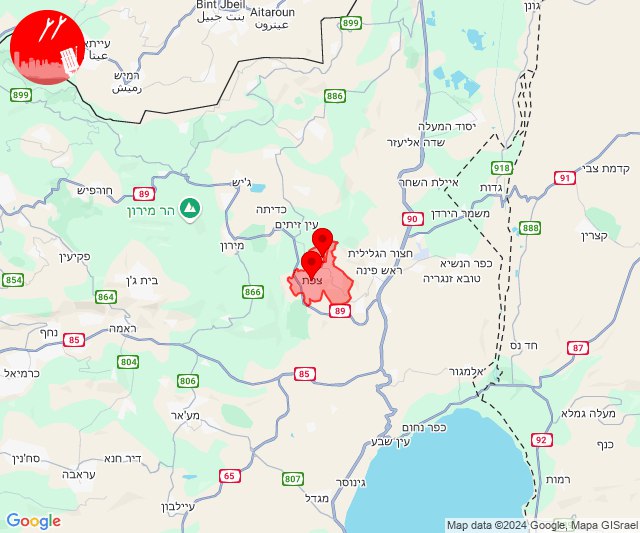 Bint Jbeil
بنت جبيل
Aitaroun
عيترون
גונן
899
עייתא
عيتا
רמיש
رميش
899
886
יסוד המעלה
שדה אליעזר
918
קדמת צבי
91
ג'יש
איילת השחר
גדות
חורפיש
89
הר מירון
כדיתה
90
משמר הירדן
עין זיתים
קצרין
מירון
חצור הגלילית
888
פקיעין
ראש פינה
כפר הנשיא
טובא זנגריה
854
בית ג'ן
צפת
864
866
89
נחף
ראמה
85
חד נס
87
804
כרמיאל
806
85
אלמגור
מע'אר
מעלה גמלא
כפר נחום
92
כנף
עין שבע
סח'נין
דיר חנא
עראבה
65
807
גינוסר
רמות
מגדל
עיילבון
Google
Map data ©2024 Google, Mapa GISrael